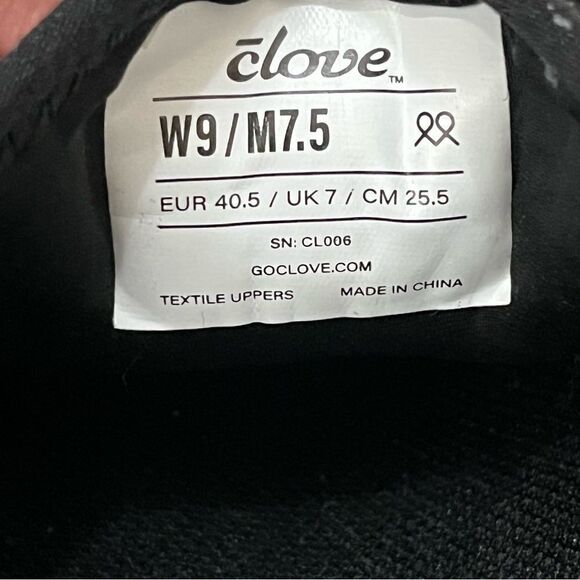 c̄love™
W9/M7.5
EUR 40.5 / UK 7 / CM 25.5
SN: CL006
GOCLOVE.COM
TEXTILE UPPERS MADE IN CHINA